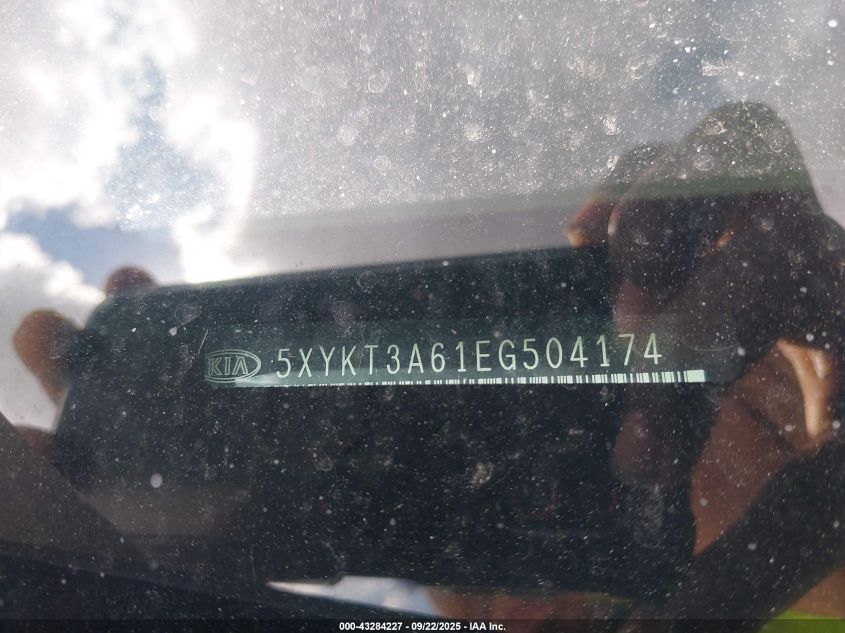 KIA 5XYKT3A61EG504174
000-43284227 - 09/22/2025 - IAA Inc.